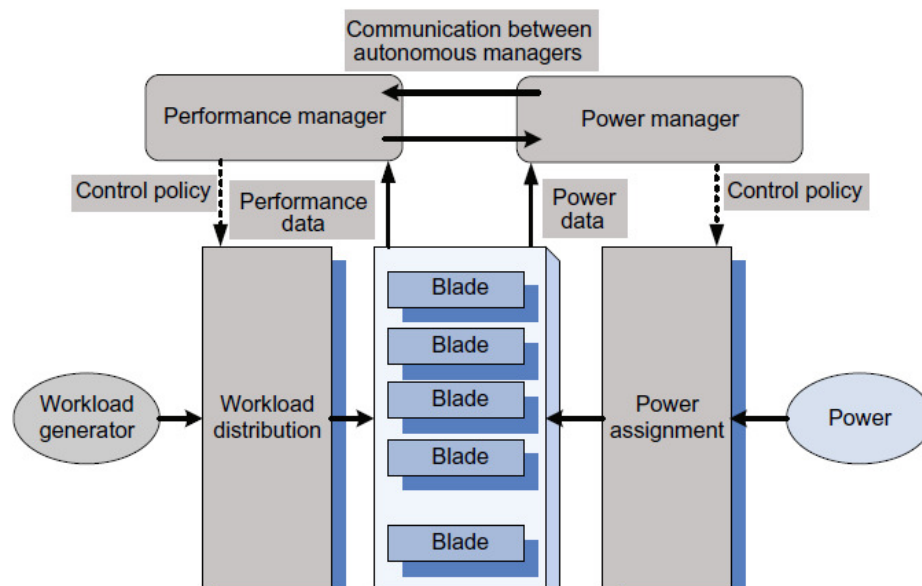 Communication between
autonomous managers
Performance manager
Power manager
Control policy
Performance
data
Power
data
Control policy
Blade
Blade
Blade
Blade
Blade
Workload
generator
Workload
distribution
Power
assignment
Power